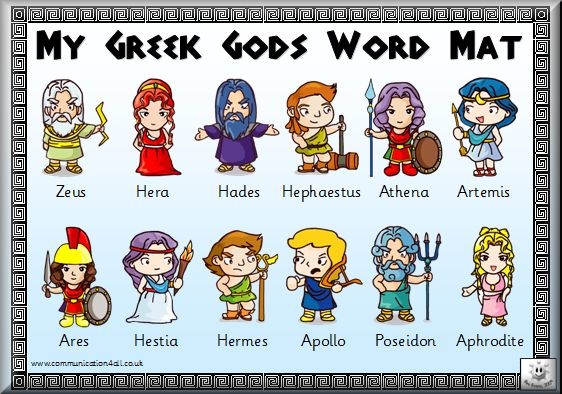 My Greek Gods Word Mat
Zeus Hera Hades Hephaestus Athena Artemis
Ares Hestia Hermes Apollo Poseidon Aphrodite
www.communication4all.co.uk